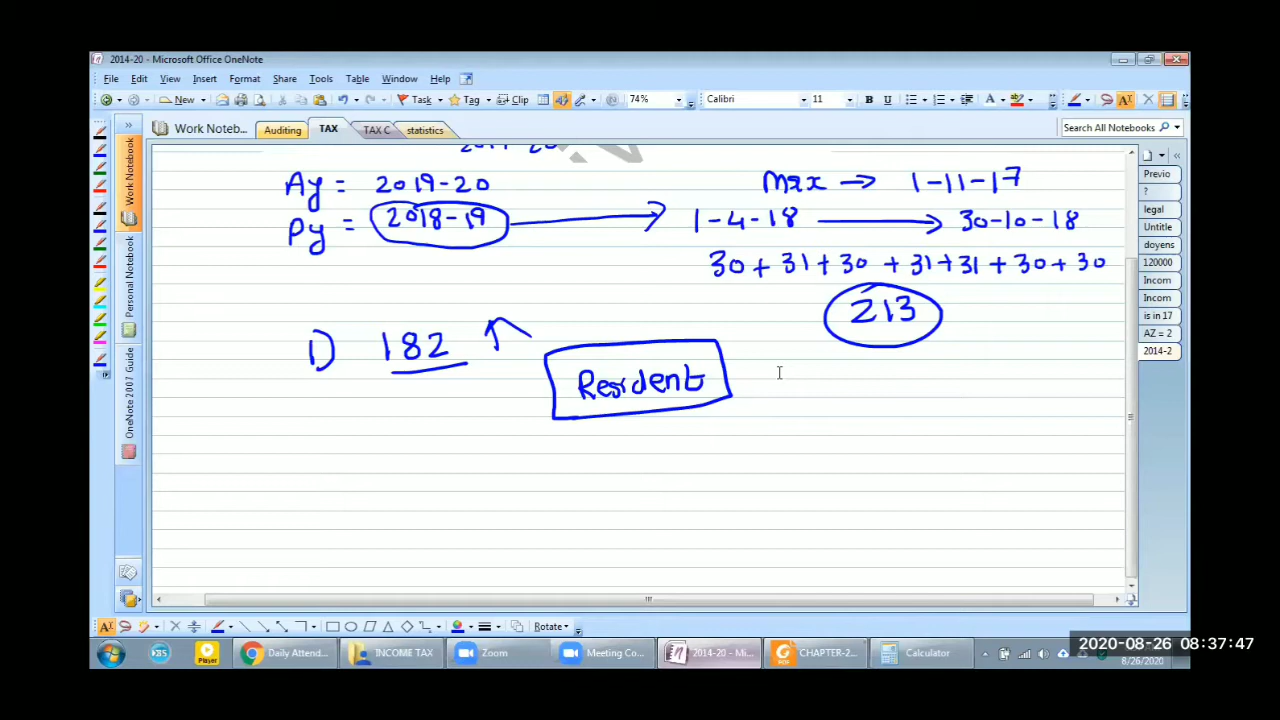 2014-20 - Microsoft Office OneNote
File Edit View Insert Format Share Tools Table Window Help
New Task Tag Clip 74% Calibri 11 B U A
Work Noteb... Auditing TAX TAX C statistics Search All Notebooks
Ay = 2019-20
Max → 1-11-17
Py = 2018-19 → 1-4-18 → 30-10-18
30 + 31 + 30 + 31 + 31 + 30 + 30
213
1) 182 ↑
Resident
Work Notebook
Personal Notebook
OneNote 2007 Guide
Previo
?
legal
Untitle
doyens
120000
Incom
Incom
is in 17
AZ = 2
2014-2
Rotate
Player Daily Attend... INCOME TAX Zoom Meeting Co... 2014-20 - Mi... CHAPTER-2... Calculator
2020-08-26 08:37:47
8/26/2020